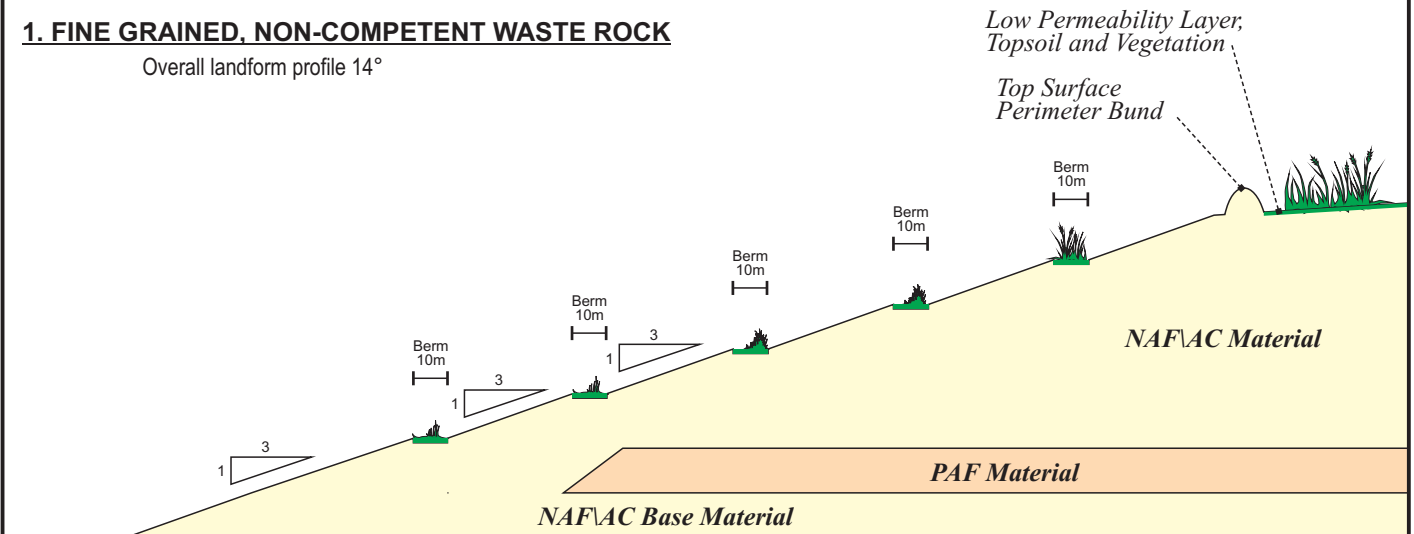 1. FINE GRAINED, NON-COMPETENT WASTE ROCK
Overall landform profile 14°
Low Permeability Layer,
Topsoil and Vegetation
Top Surface
Perimeter Bund
Berm
10m
Berm
10m
Berm
10m
Berm
10m
Berm
10m
3
1
3
1
3
1
NAF\AC Material
PAF Material
NAF\AC Base Material